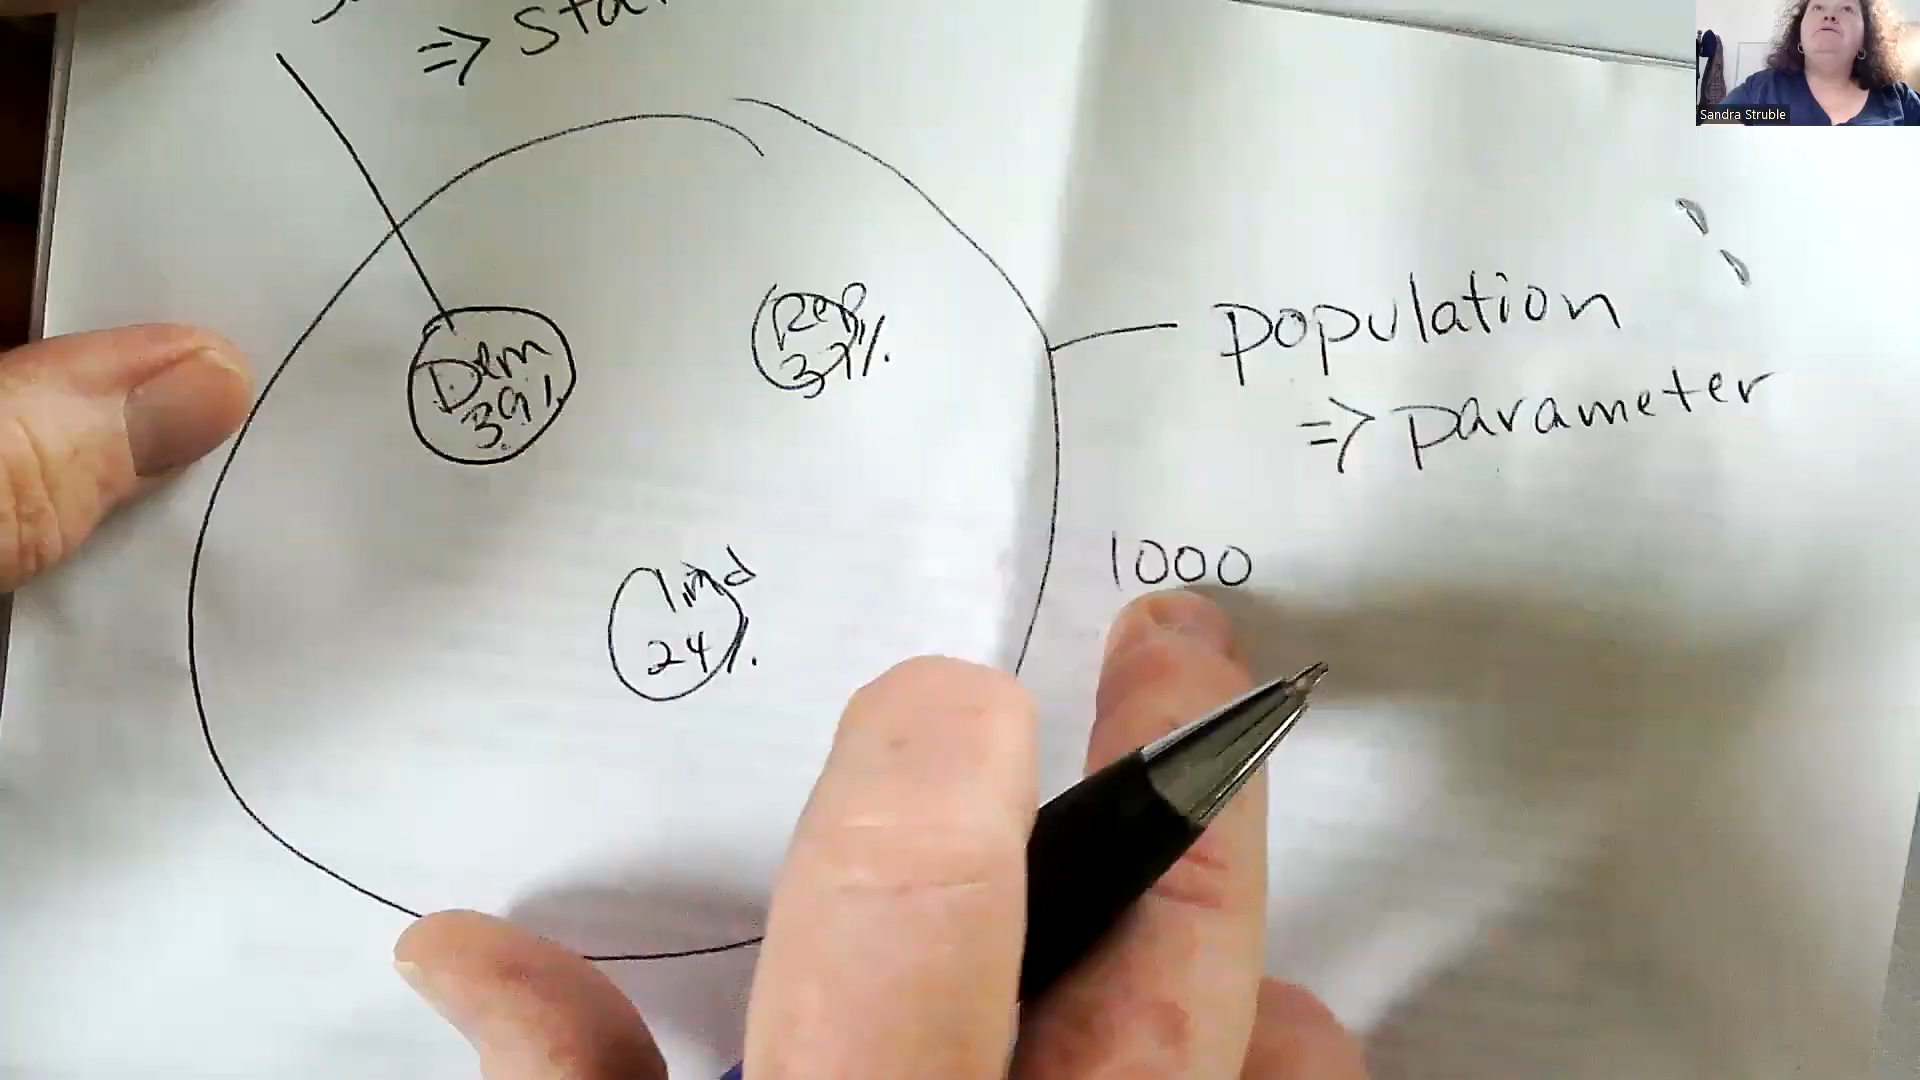 => sta
Sandra Struble
Dem
39%
Rep
37%
population
=> parameter
1000
Ind
24%.